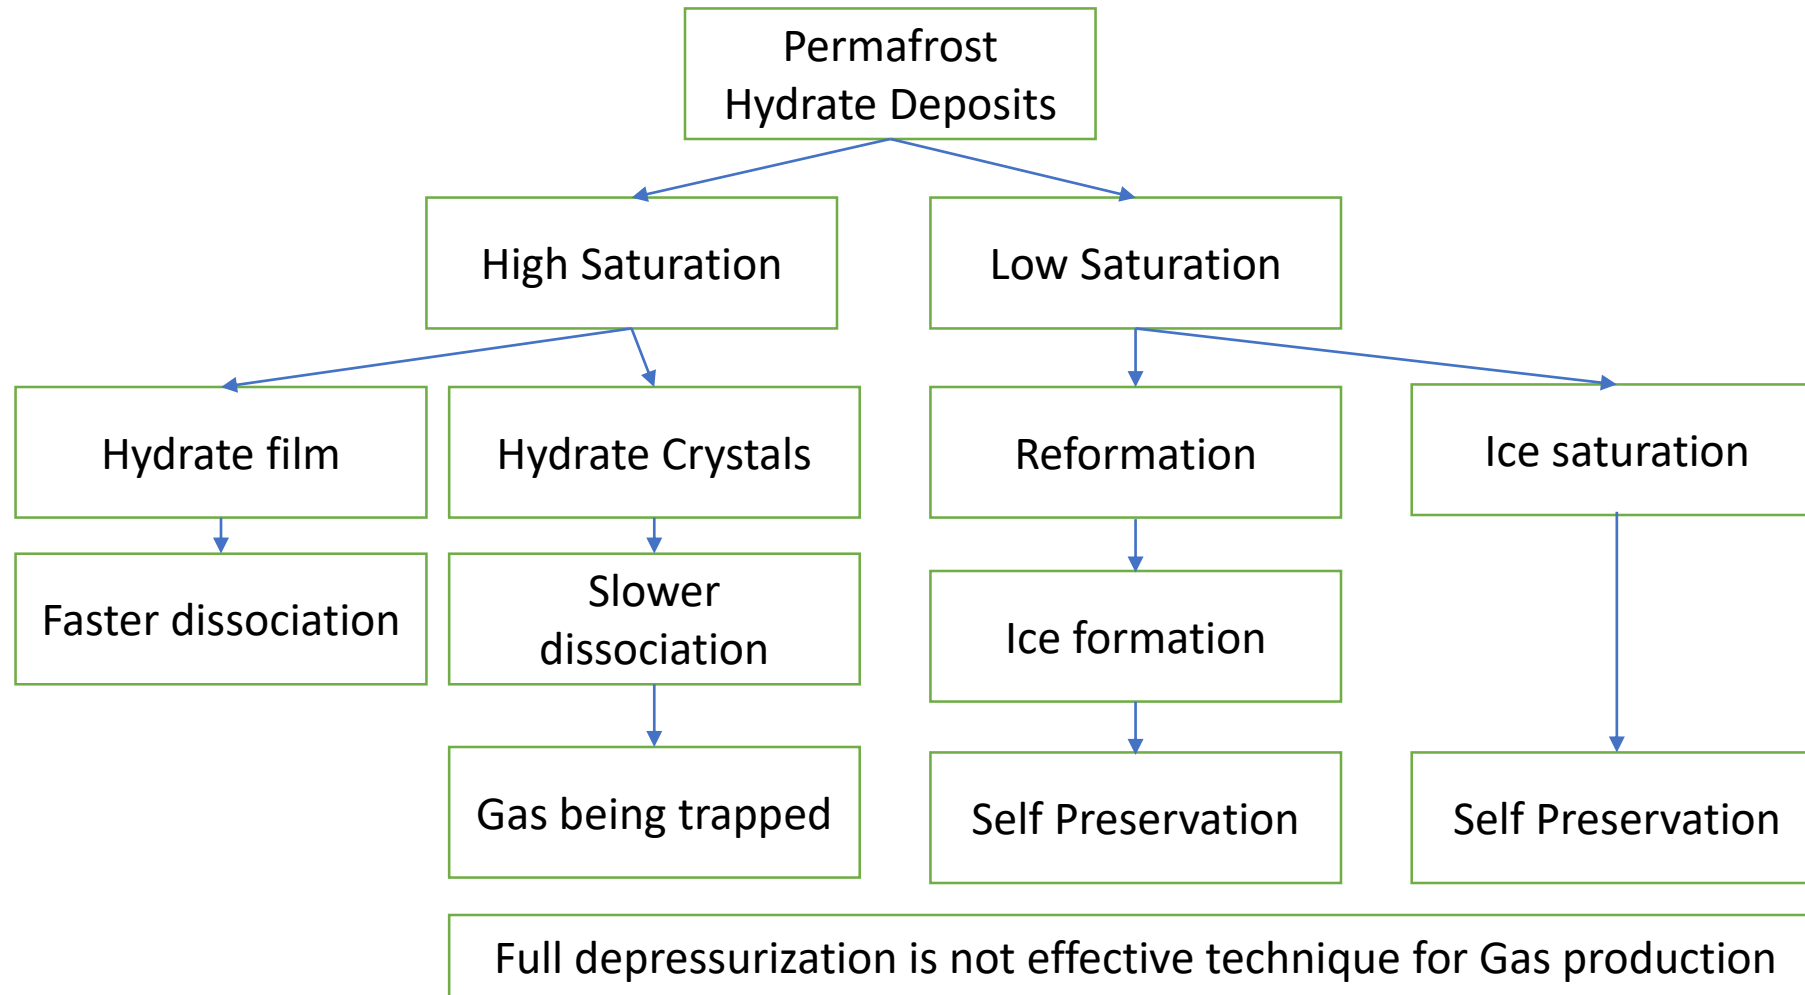 Permafrost
Hydrate Deposits
High Saturation
Low Saturation
Hydrate film
Hydrate Crystals
Reformation
Ice saturation
Faster dissociation
Slower
dissociation
Ice formation
Gas being trapped
Self Preservation
Self Preservation
Full depressurization is not effective technique for Gas production